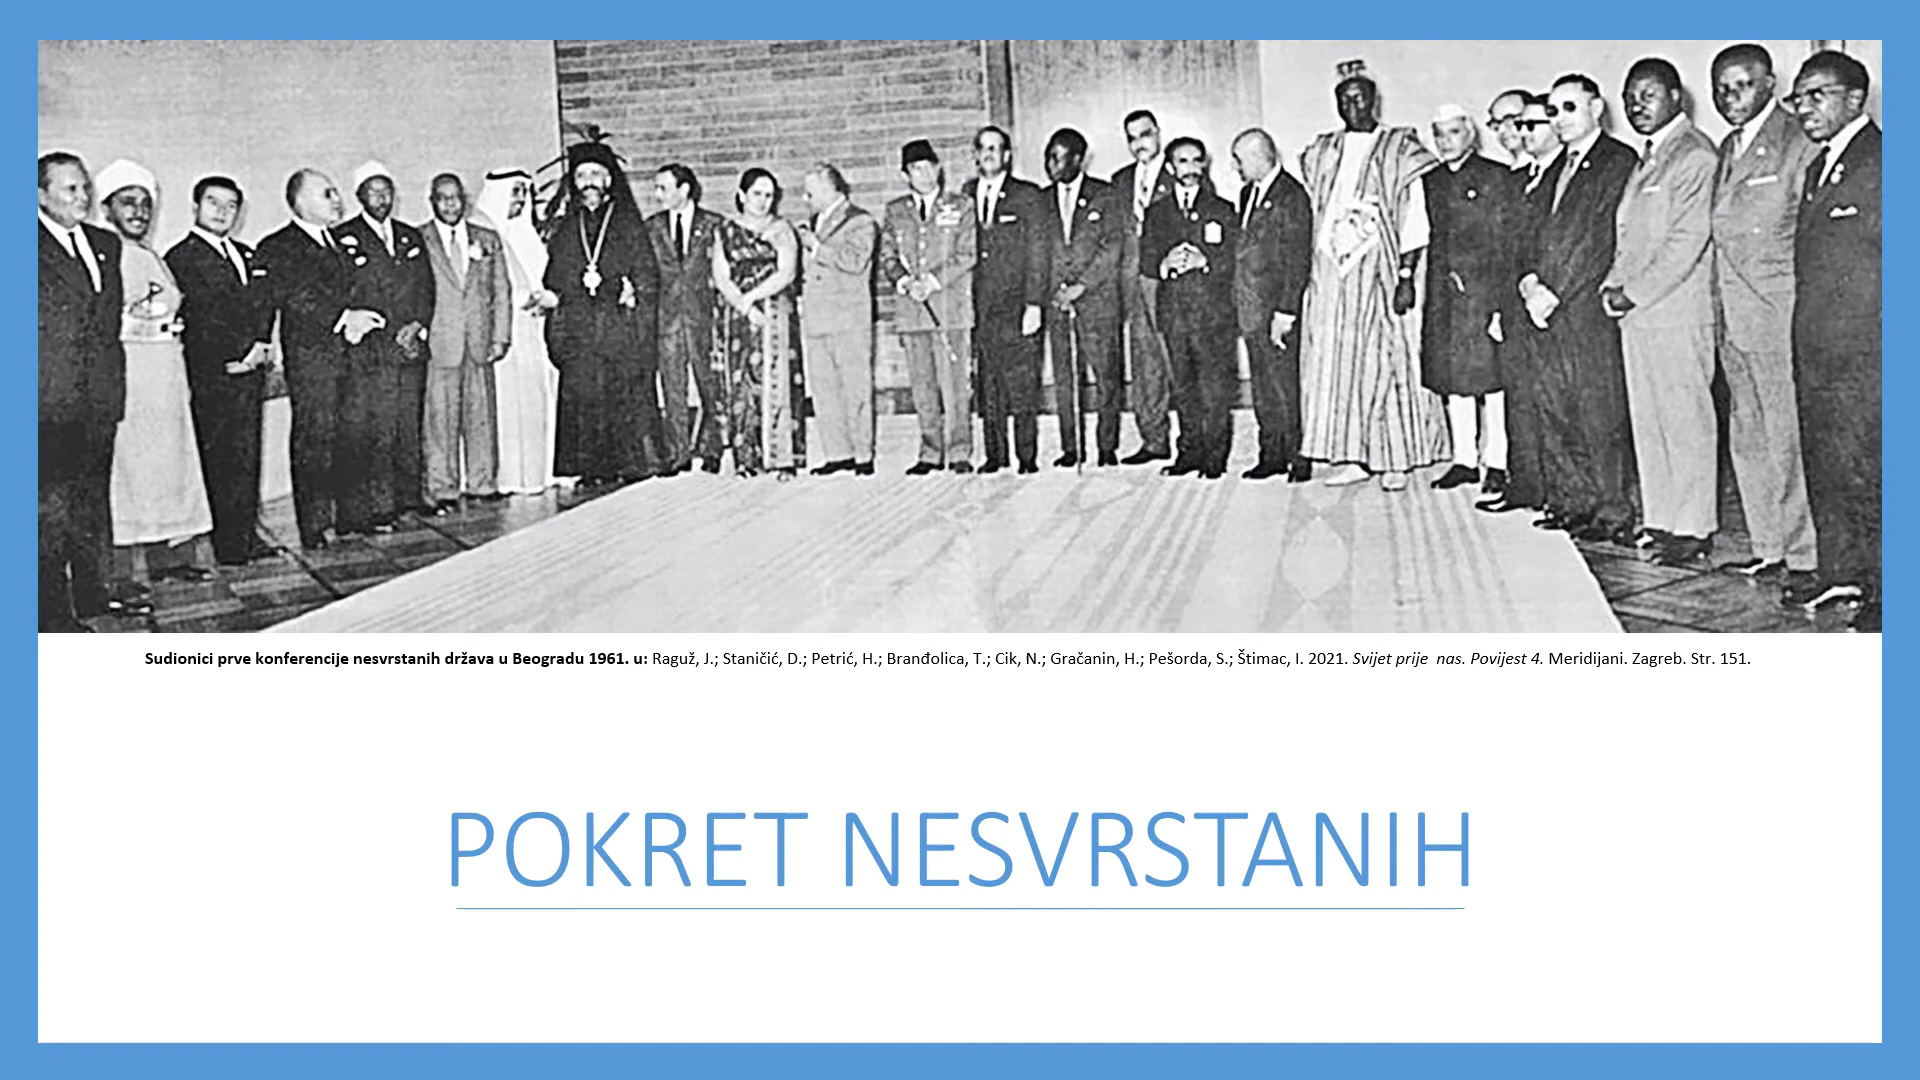 Sudionici prve konferencije nesvrstanih država u Beogradu 1961. u: Raguž, J.; Staničić, D.; Petrić, H.; Branđolica, T.; Cik, N.; Gračanin, H.; Pešorda, S.; Štimac, I. 2021. Svijet prije  nas. Povijest 4. Meridijani. Zagreb. Str. 151.
POKRET NESVRSTANIH